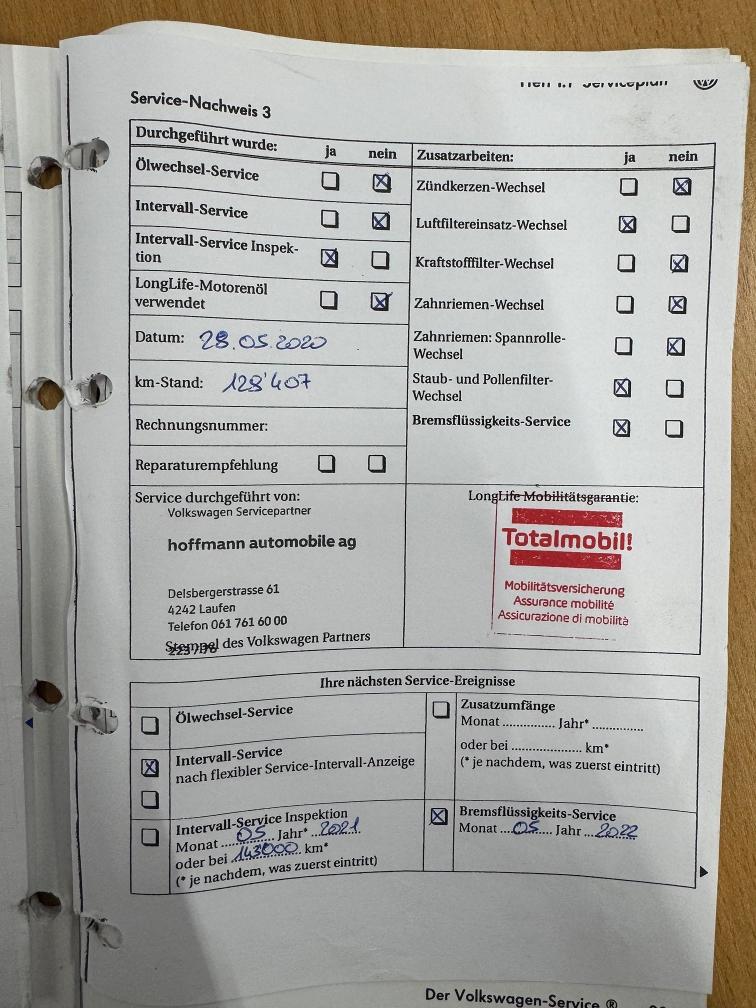 Heft 1.1 Serviceplan
Service-Nachweis 3
Durchgeführt wurde: ja nein
Ölwechsel-Service ☐ ☒
Intervall-Service ☐ ☒
Intervall-Service Inspek-
tion ☒ ☐
LongLife-Motorenöl
verwendet ☐ ☒
Datum: 28.05.2020
km-Stand: 128'407
Rechnungsnummer:
Reparaturempfehlung ☐ ☐
Zusatzarbeiten: ja nein
Zündkerzen-Wechsel ☐ ☒
Luftfiltereinsatz-Wechsel ☒ ☐
Kraftstofffilter-Wechsel ☐ ☒
Zahnriemen-Wechsel ☐ ☒
Zahnriemen: Spannrolle-
Wechsel ☐ ☒
Staub- und Pollenfilter-
Wechsel ☒ ☐
Bremsflüssigkeits-Service ☒ ☐
Service durchgeführt von:
Volkswagen Servicepartner
hoffmann automobile ag
Delsbergerstrasse 61
4242 Laufen
Telefon 061 761 60 00
Stempel des Volkswagen Partners
LongLife Mobilitätsgarantie:
Totalmobil!
Mobilitätsversicherung
Assurance mobilité
Assicurazione di mobilità
Ihre nächsten Service-Ereignisse
☐ Ölwechsel-Service
☒ Intervall-Service
nach flexibler Service-Intervall-Anzeige
☐
☐ Intervall-Service Inspektion
Monat ...05... Jahr* ...2021...
oder bei 143'000 km*
(* je nachdem, was zuerst eintritt)
☐ Zusatzumfänge
Monat ............... Jahr* ...............
oder bei .................... km*
(* je nachdem, was zuerst eintritt)
☒ Bremsflüssigkeits-Service
Monat ...05... Jahr ...2022...
Der Volkswagen-Service ®